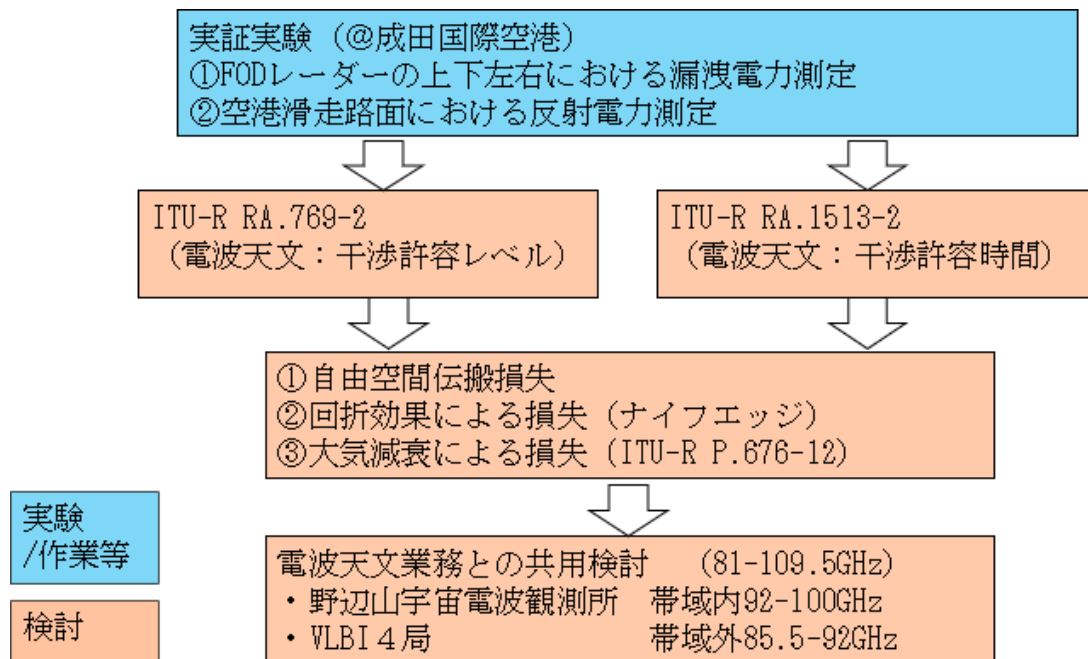 実証実験（@成田国際空港）
①FODレーダーの上下左右における漏洩電力測定
②空港滑走路面における反射電力測定
ITU-R RA.769-2
（電波天文：干渉許容レベル）
ITU-R RA.1513-2
（電波天文：干渉許容時間）
①自由空間伝搬損失
②回折効果による損失（ナイフエッジ）
③大気減衰による損失（ITU-R P.676-12）
実験
/作業等
検討
電波天文業務との共用検討　(81-109.5GHz)
・野辺山宇宙電波観測所　帯域内92-100GHz
・VLBI４局　帯域外85.5-92GHz